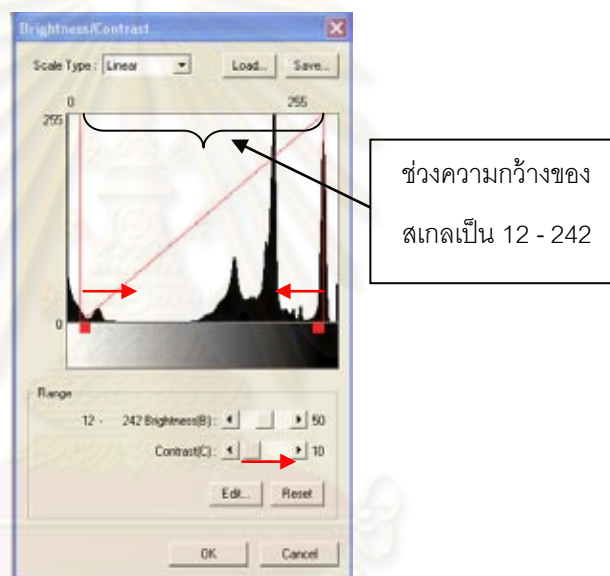 Brightness/Contrast
Scale Type : Linear Load... Save...
0 255
255
ช่วงความกว้างของ
สเกลเป็น 12 - 242
0
Range
12 - 242 Brightness(B) : 50
Contrast(C) : 10
Edit... Reset
OK Cancel